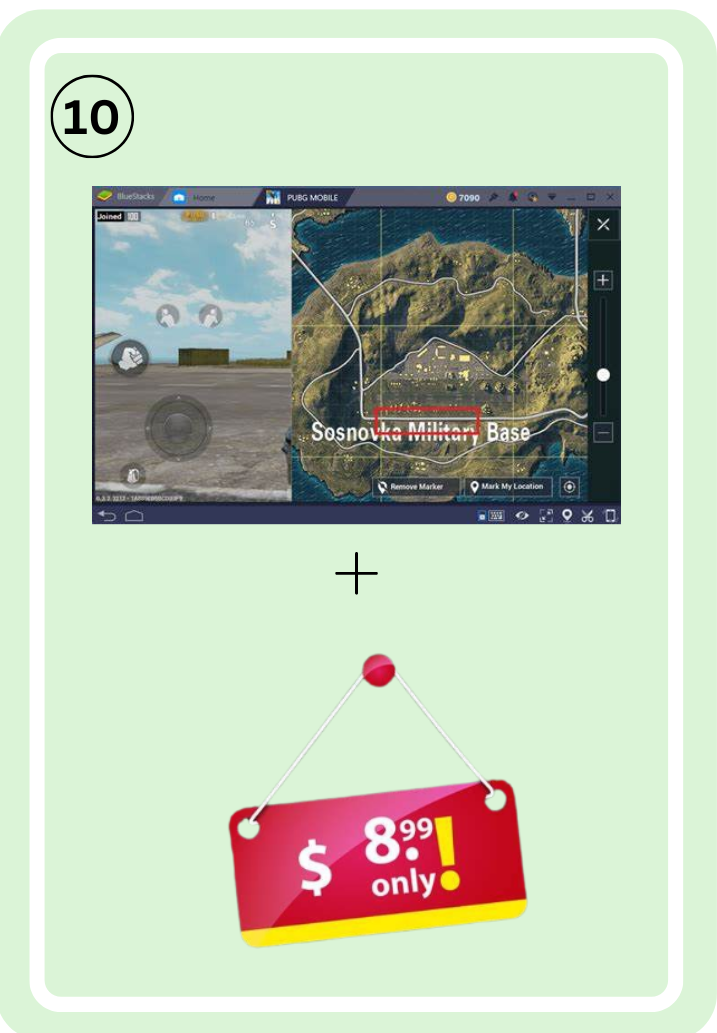 10
BlueStacks
Home
PUBG MOBILE
7090
Joined 100
S
Sosnovka Military Base
Remove Marker
Mark My Location
+
$ 8.99!
only